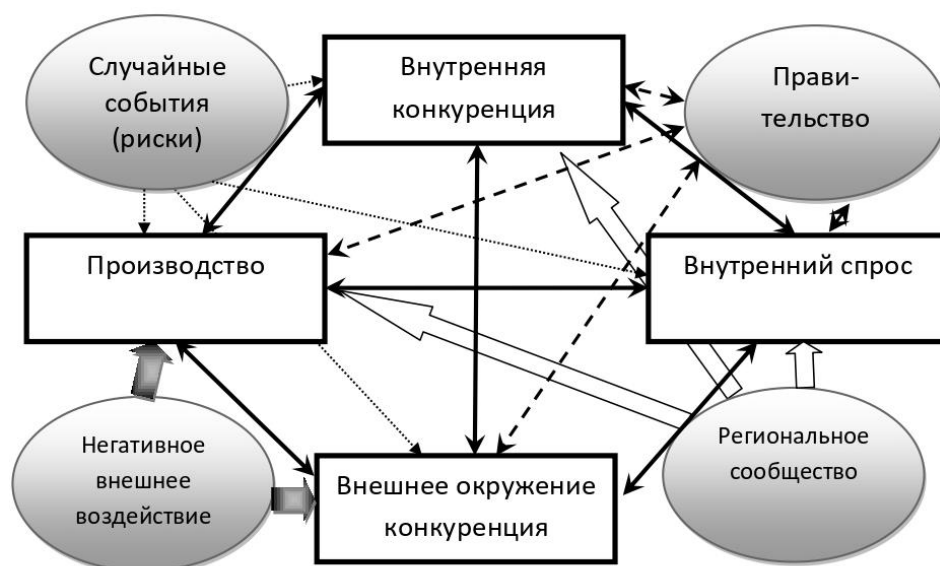 Случайные
события
(риски)
Внутренняя
конкуренция
Прави-
тельство
Производство
Внутренний спрос
Негативное
внешнее
воздействие
Внешнее окружение
конкуренция
Региональное
сообщество